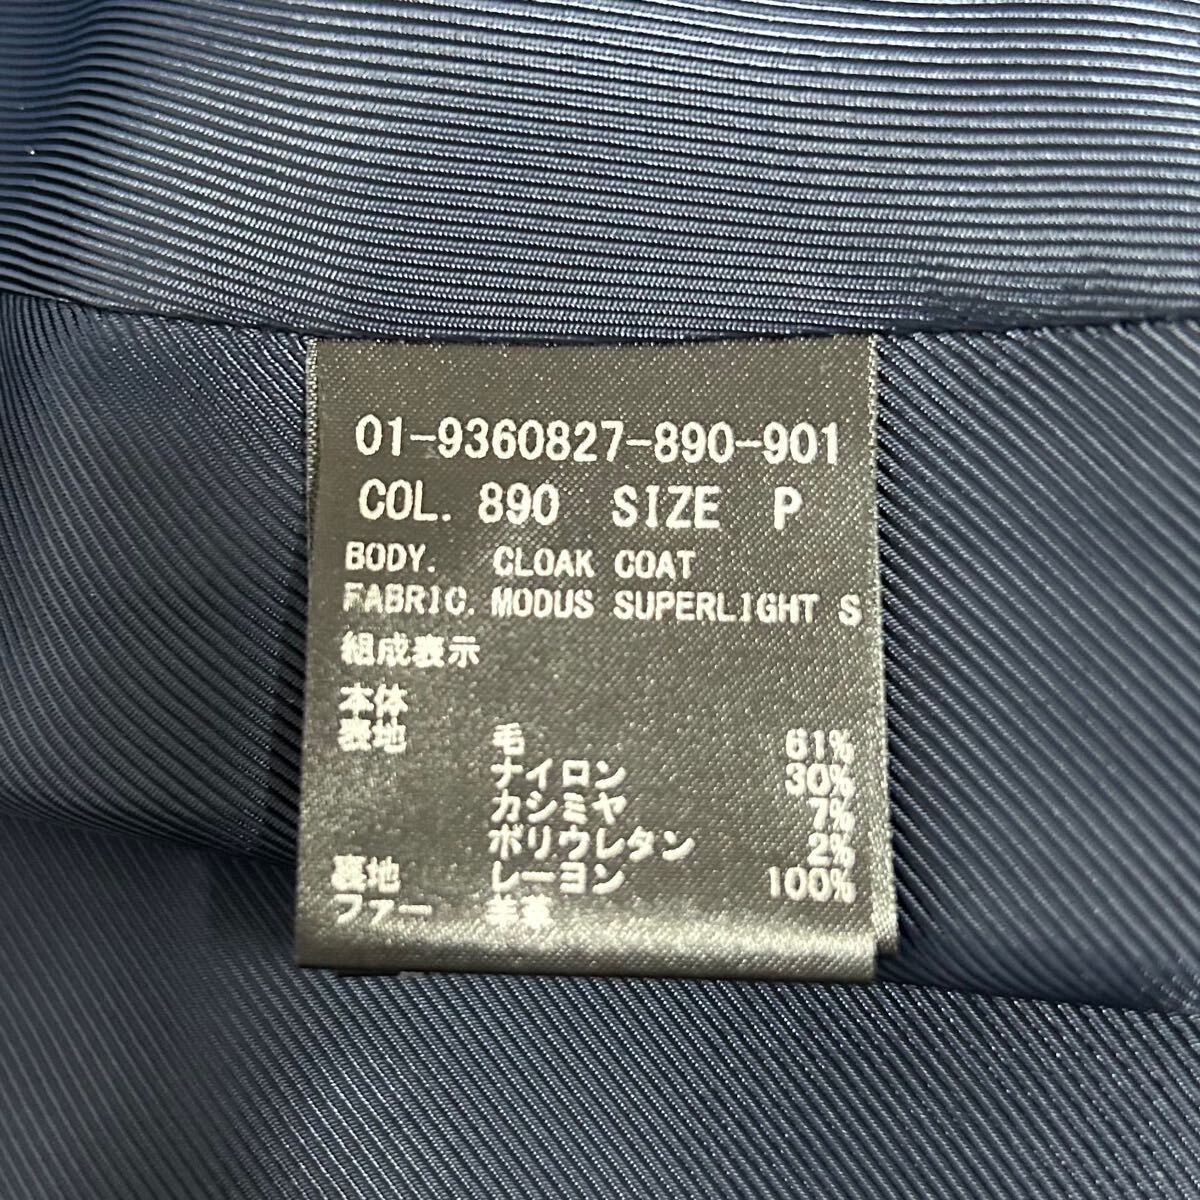 01-9360827-890-901
COL. 890 SIZE P
BODY. CLOAK COAT
FABRIC. MODUS SUPERLIGHT S
組成表示
本体
表地 毛 61%
ナイロン 30%
カシミヤ 7%
ポリウレタン 2%
裏地 レーヨン 100%
ファー 羊革